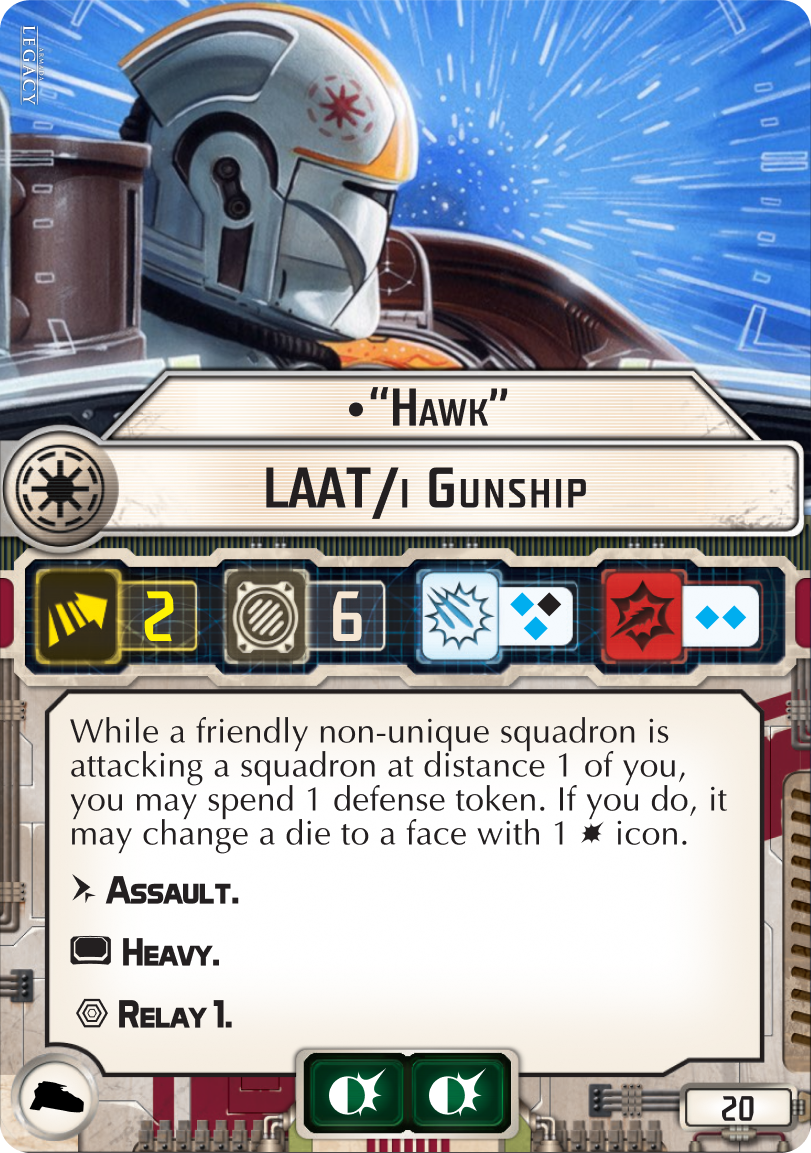 ARMADA
LEGACY
•“Hawk”
LAAT/i Gunship
2
6
While a friendly non-unique squadron is
attacking a squadron at distance 1 of you,
you may spend 1 defense token. If you do, it
may change a die to a face with 1 icon.
Assault.
Heavy.
Relay 1.
20